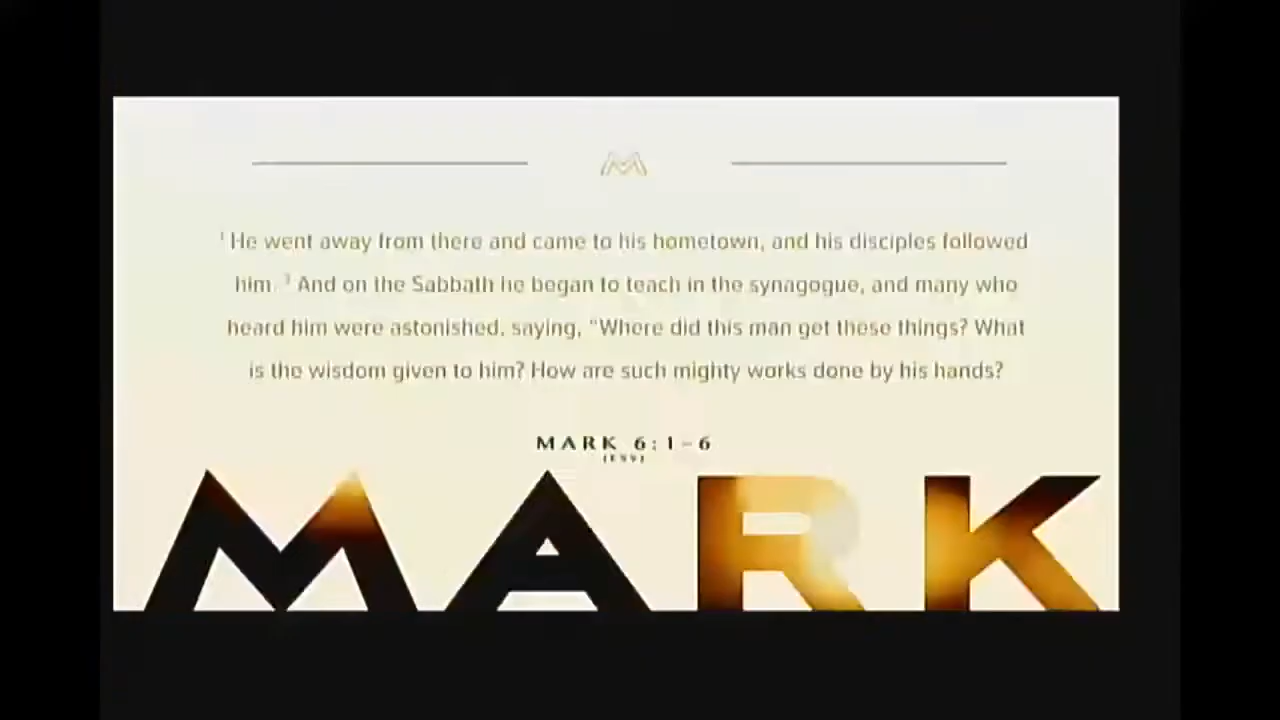 ¹ He went away from there and came to his hometown, and his disciples followed
him. ² And on the Sabbath he began to teach in the synagogue, and many who
heard him were astonished, saying, "Where did this man get these things? What
is the wisdom given to him? How are such mighty works done by his hands?
MARK 6:1-6
(ESV)
MARK